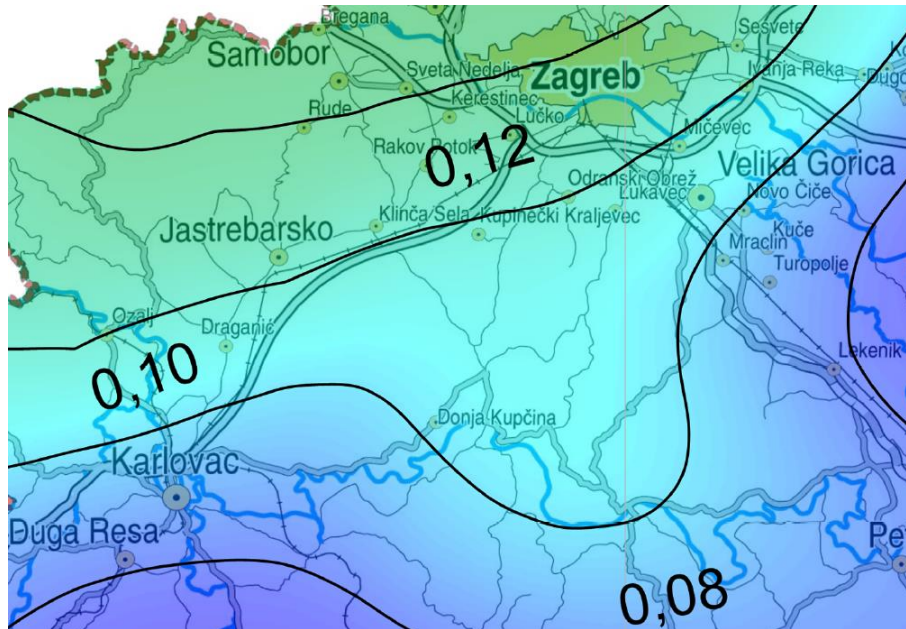 Bregana
Sesvete
Samobor
Sveta Nedelja
Zagreb
Ivanja Reka
Kerestinec
Rude
Lučko
Rakov Potok
0,12
Mičevec
Velika Gorica
Odranski Obrež
Lukavec
Novo Čiče
Klinča Sela
Kupinečki Kraljevec
Jastrebarsko
Kuče
Mraclin
Turopolje
Ozalj
Draganić
Lekenik
0,10
Donja Kupčina
Karlovac
Duga Resa
0,08